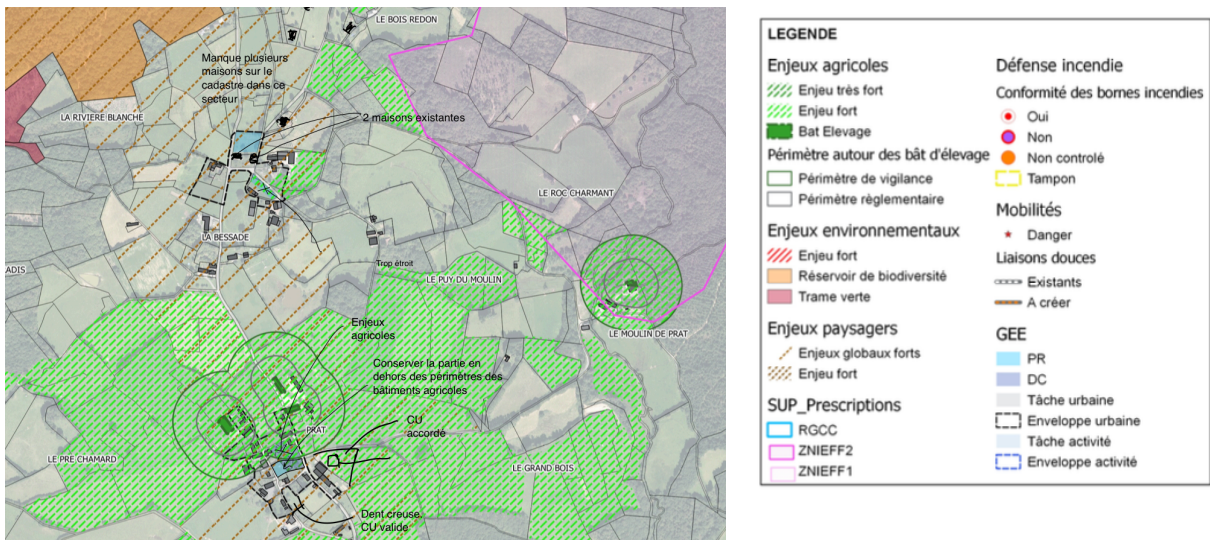 LE BOIS REDON
Manque plusieurs
maisons sur le
cadastre dans ce
secteur
LA RIVIERE BLANCHE
2 maisons existantes
LE ROC CHARMANT
LA BESSADE
ADIS
Trop étroit
LE PUY DU MOULIN
LE MOULIN DE PRAT
Enjeux
agricoles
Conserver la partie en
dehors des périmètres des
bâtiments agricoles
CU
accordé
PRAT
LE PRE CHAMARD
LE GRAND BOIS
Dent creuse.
CU valide
LEGENDE
Enjeux agricoles
Enjeu très fort
Enjeu fort
Bat Elevage
Périmètre autour des bât d'élevage
Périmètre de vigilance
Périmètre règlementaire
Enjeux environnementaux
Enjeu fort
Réservoir de biodiversité
Trame verte
Enjeux paysagers
Enjeux globaux forts
Enjeu fort
SUP_Prescriptions
RGCC
ZNIEFF2
ZNIEFF1
Défense incendie
Conformité des bornes incendies
Oui
Non
Non controlé
Tampon
Mobilités
Danger
Liaisons douces
Existants
A créer
GEE
PR
DC
Tâche urbaine
Enveloppe urbaine
Tâche activité
Enveloppe activité